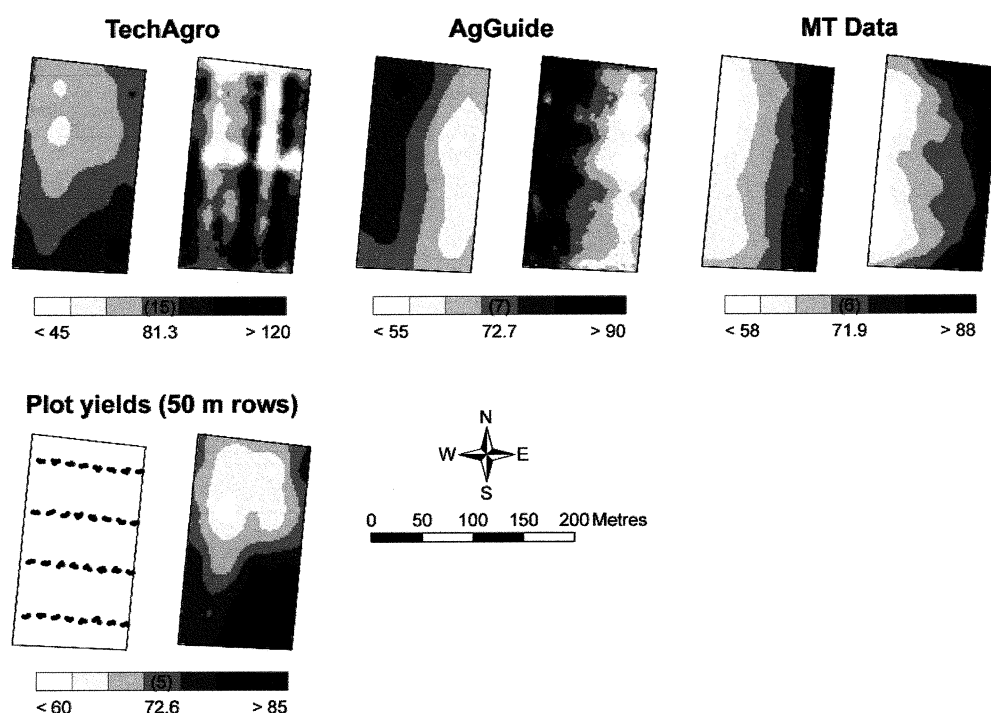 TechAgro
AgGuide
MT Data
(15)
< 45 81.3 > 120
(7)
< 55 72.7 > 90
(6)
< 58 71.9 > 88
Plot yields (50 m rows)
N
W E
S
0 50 100 150 200 Metres
(5)
< 60 72.6 > 85